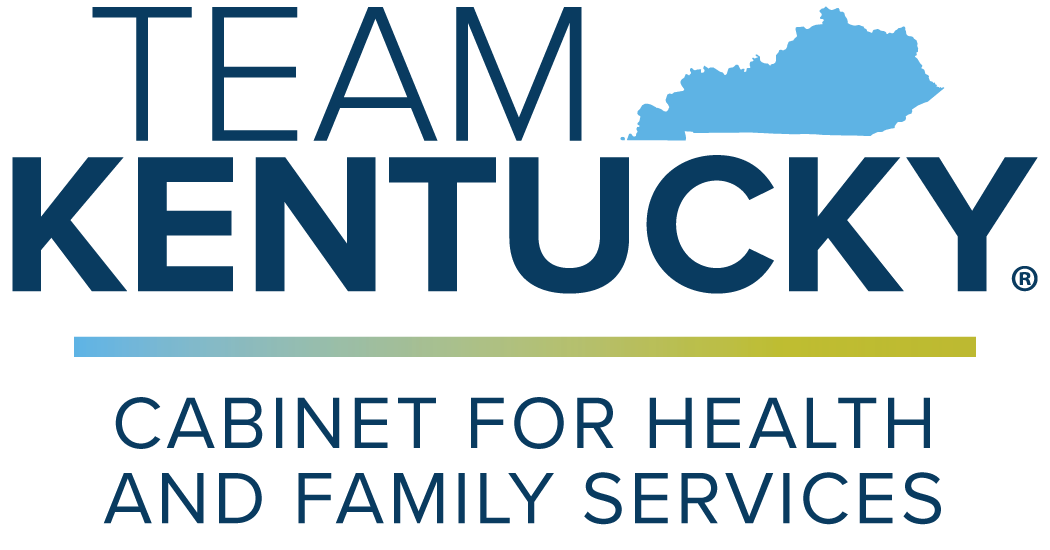 TEAM
KENTUCKY®
CABINET FOR HEALTH
AND FAMILY SERVICES